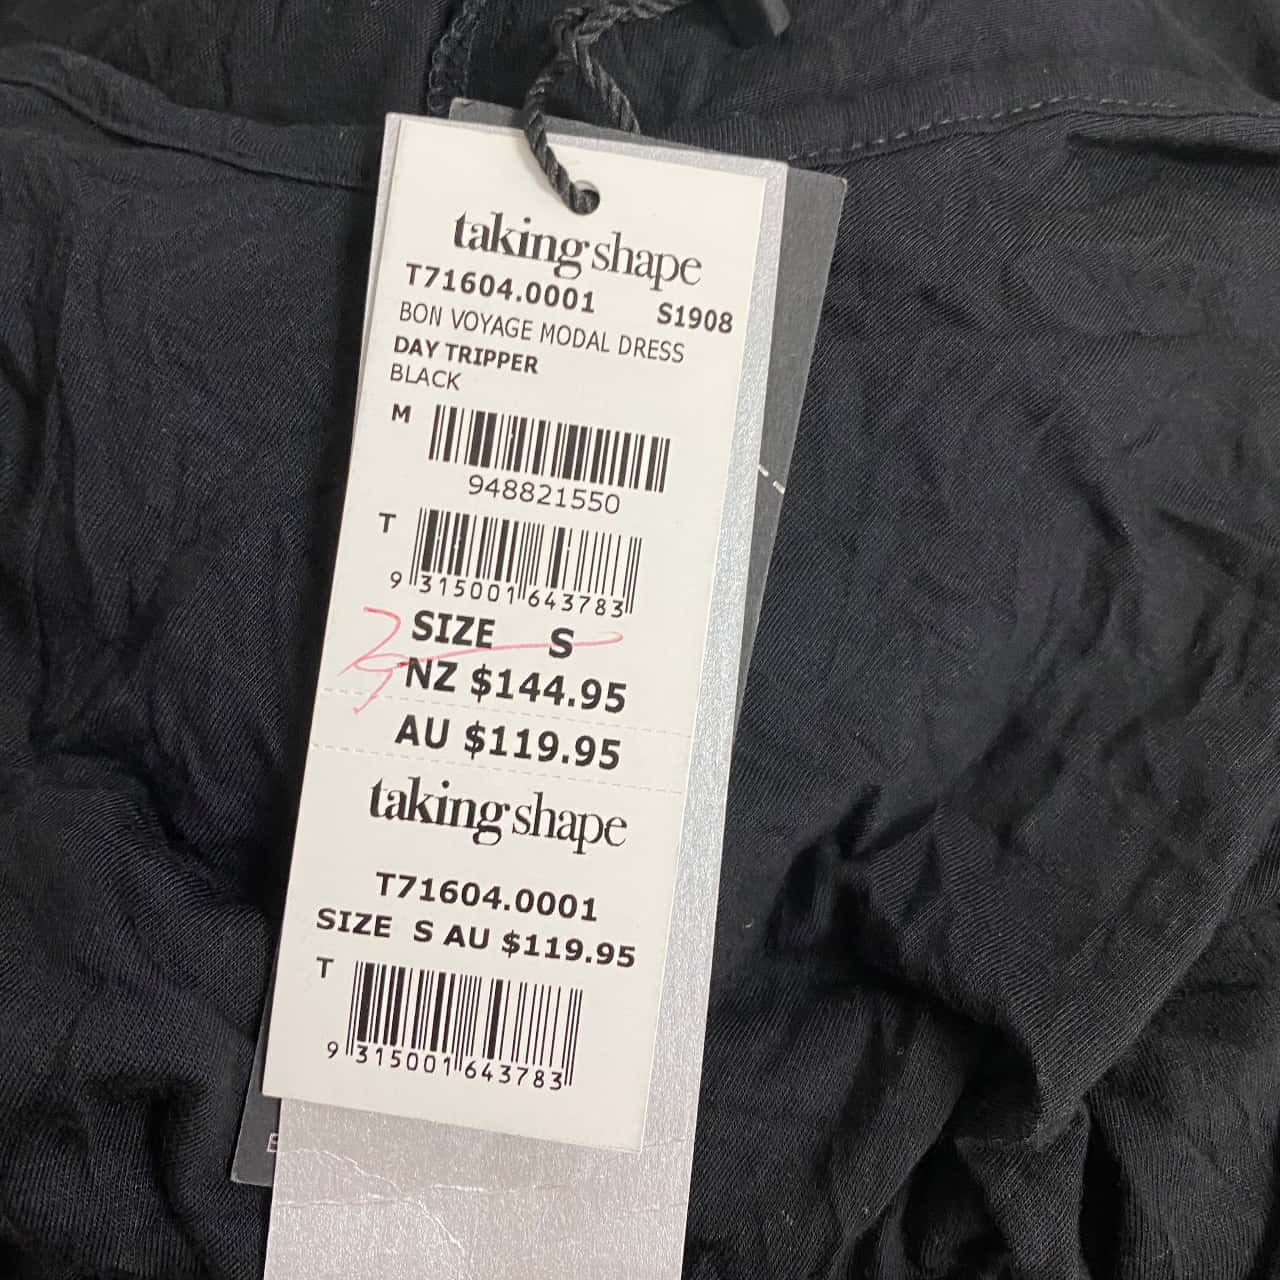 taking shape
T71604.0001 S1908
BON VOYAGE MODAL DRESS
DAY TRIPPER
BLACK
M
948821550
T
9 315001 643783
SIZE S
NZ $144.95
AU $119.95
taking shape
T71604.0001
SIZE S AU $119.95
T
9 315001 643783